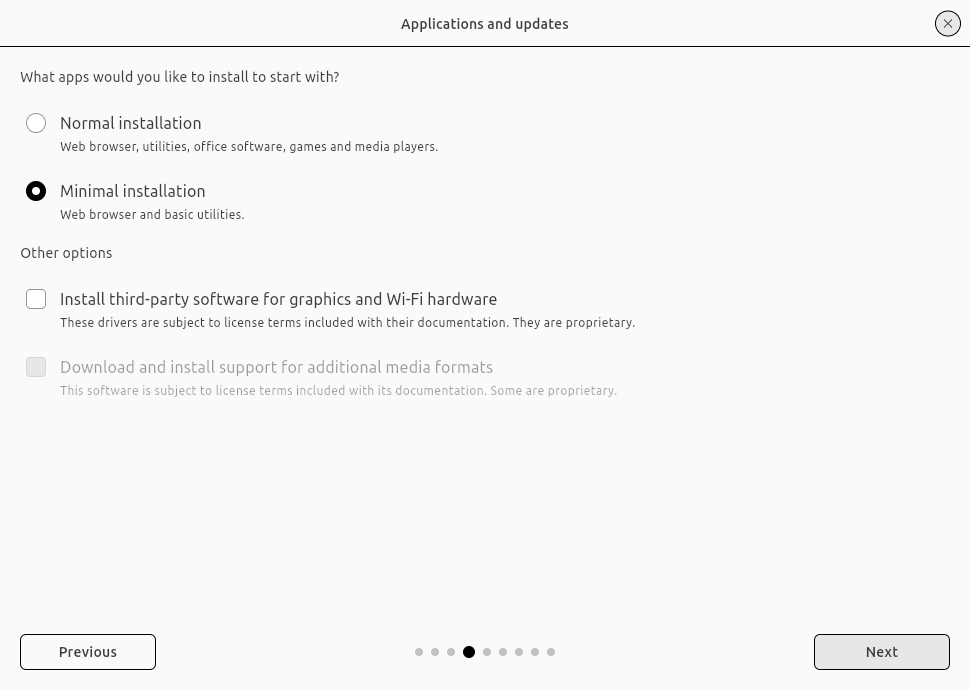 Applications and updates
What apps would you like to install to start with?
Normal installation
Web browser, utilities, office software, games and media players.
Minimal installation
Web browser and basic utilities.
Other options
Install third-party software for graphics and Wi-Fi hardware
These drivers are subject to license terms included with their documentation. They are proprietary.
Download and install support for additional media formats
This software is subject to license terms included with its documentation. Some are proprietary.
Previous
Next